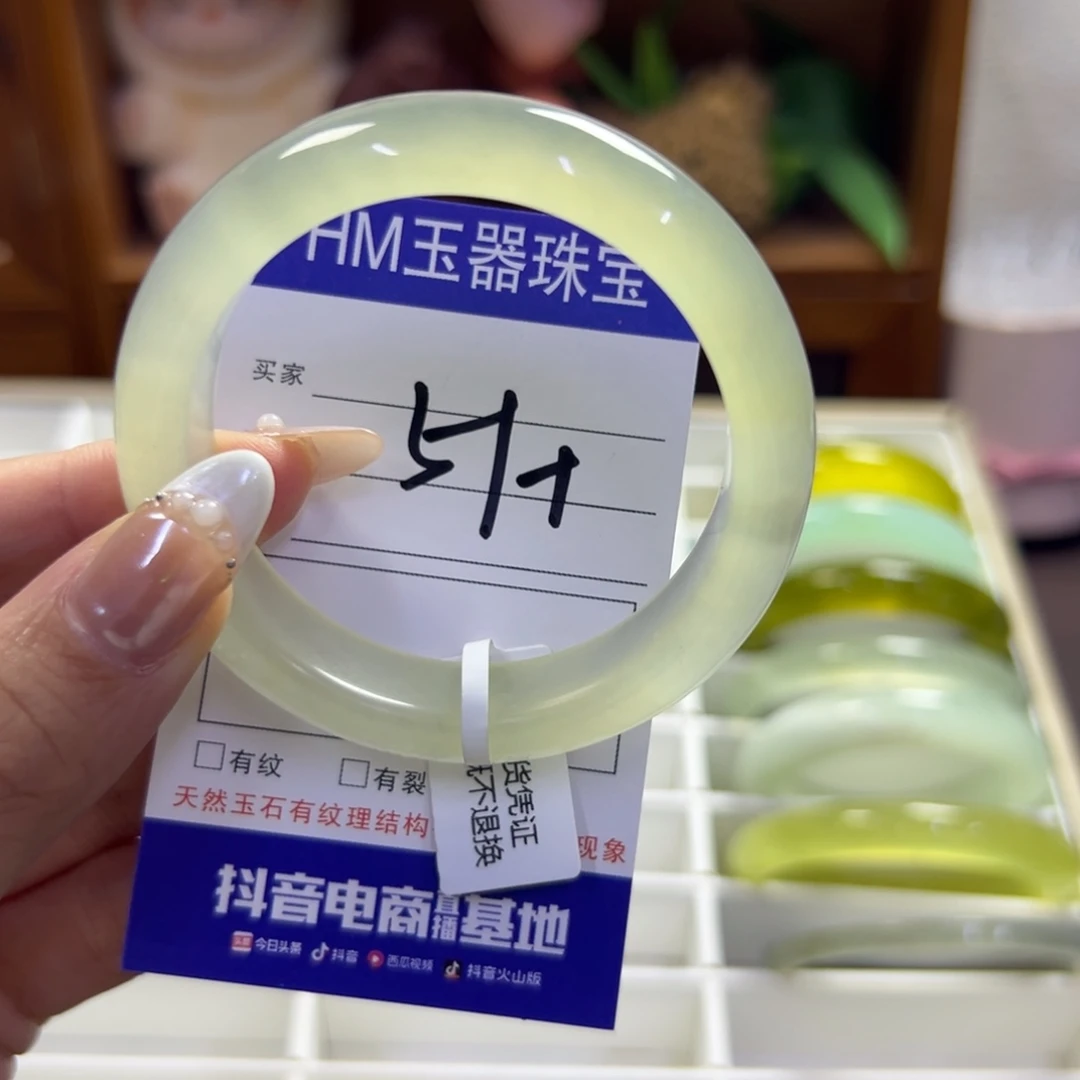 HM玉器珠宝
买家
有纹
有裂
天然玉石有纹理结构
现象
货凭证
不退换
抖音电商直播基地
头条 今日头条 抖音 西瓜视频 抖音火山版